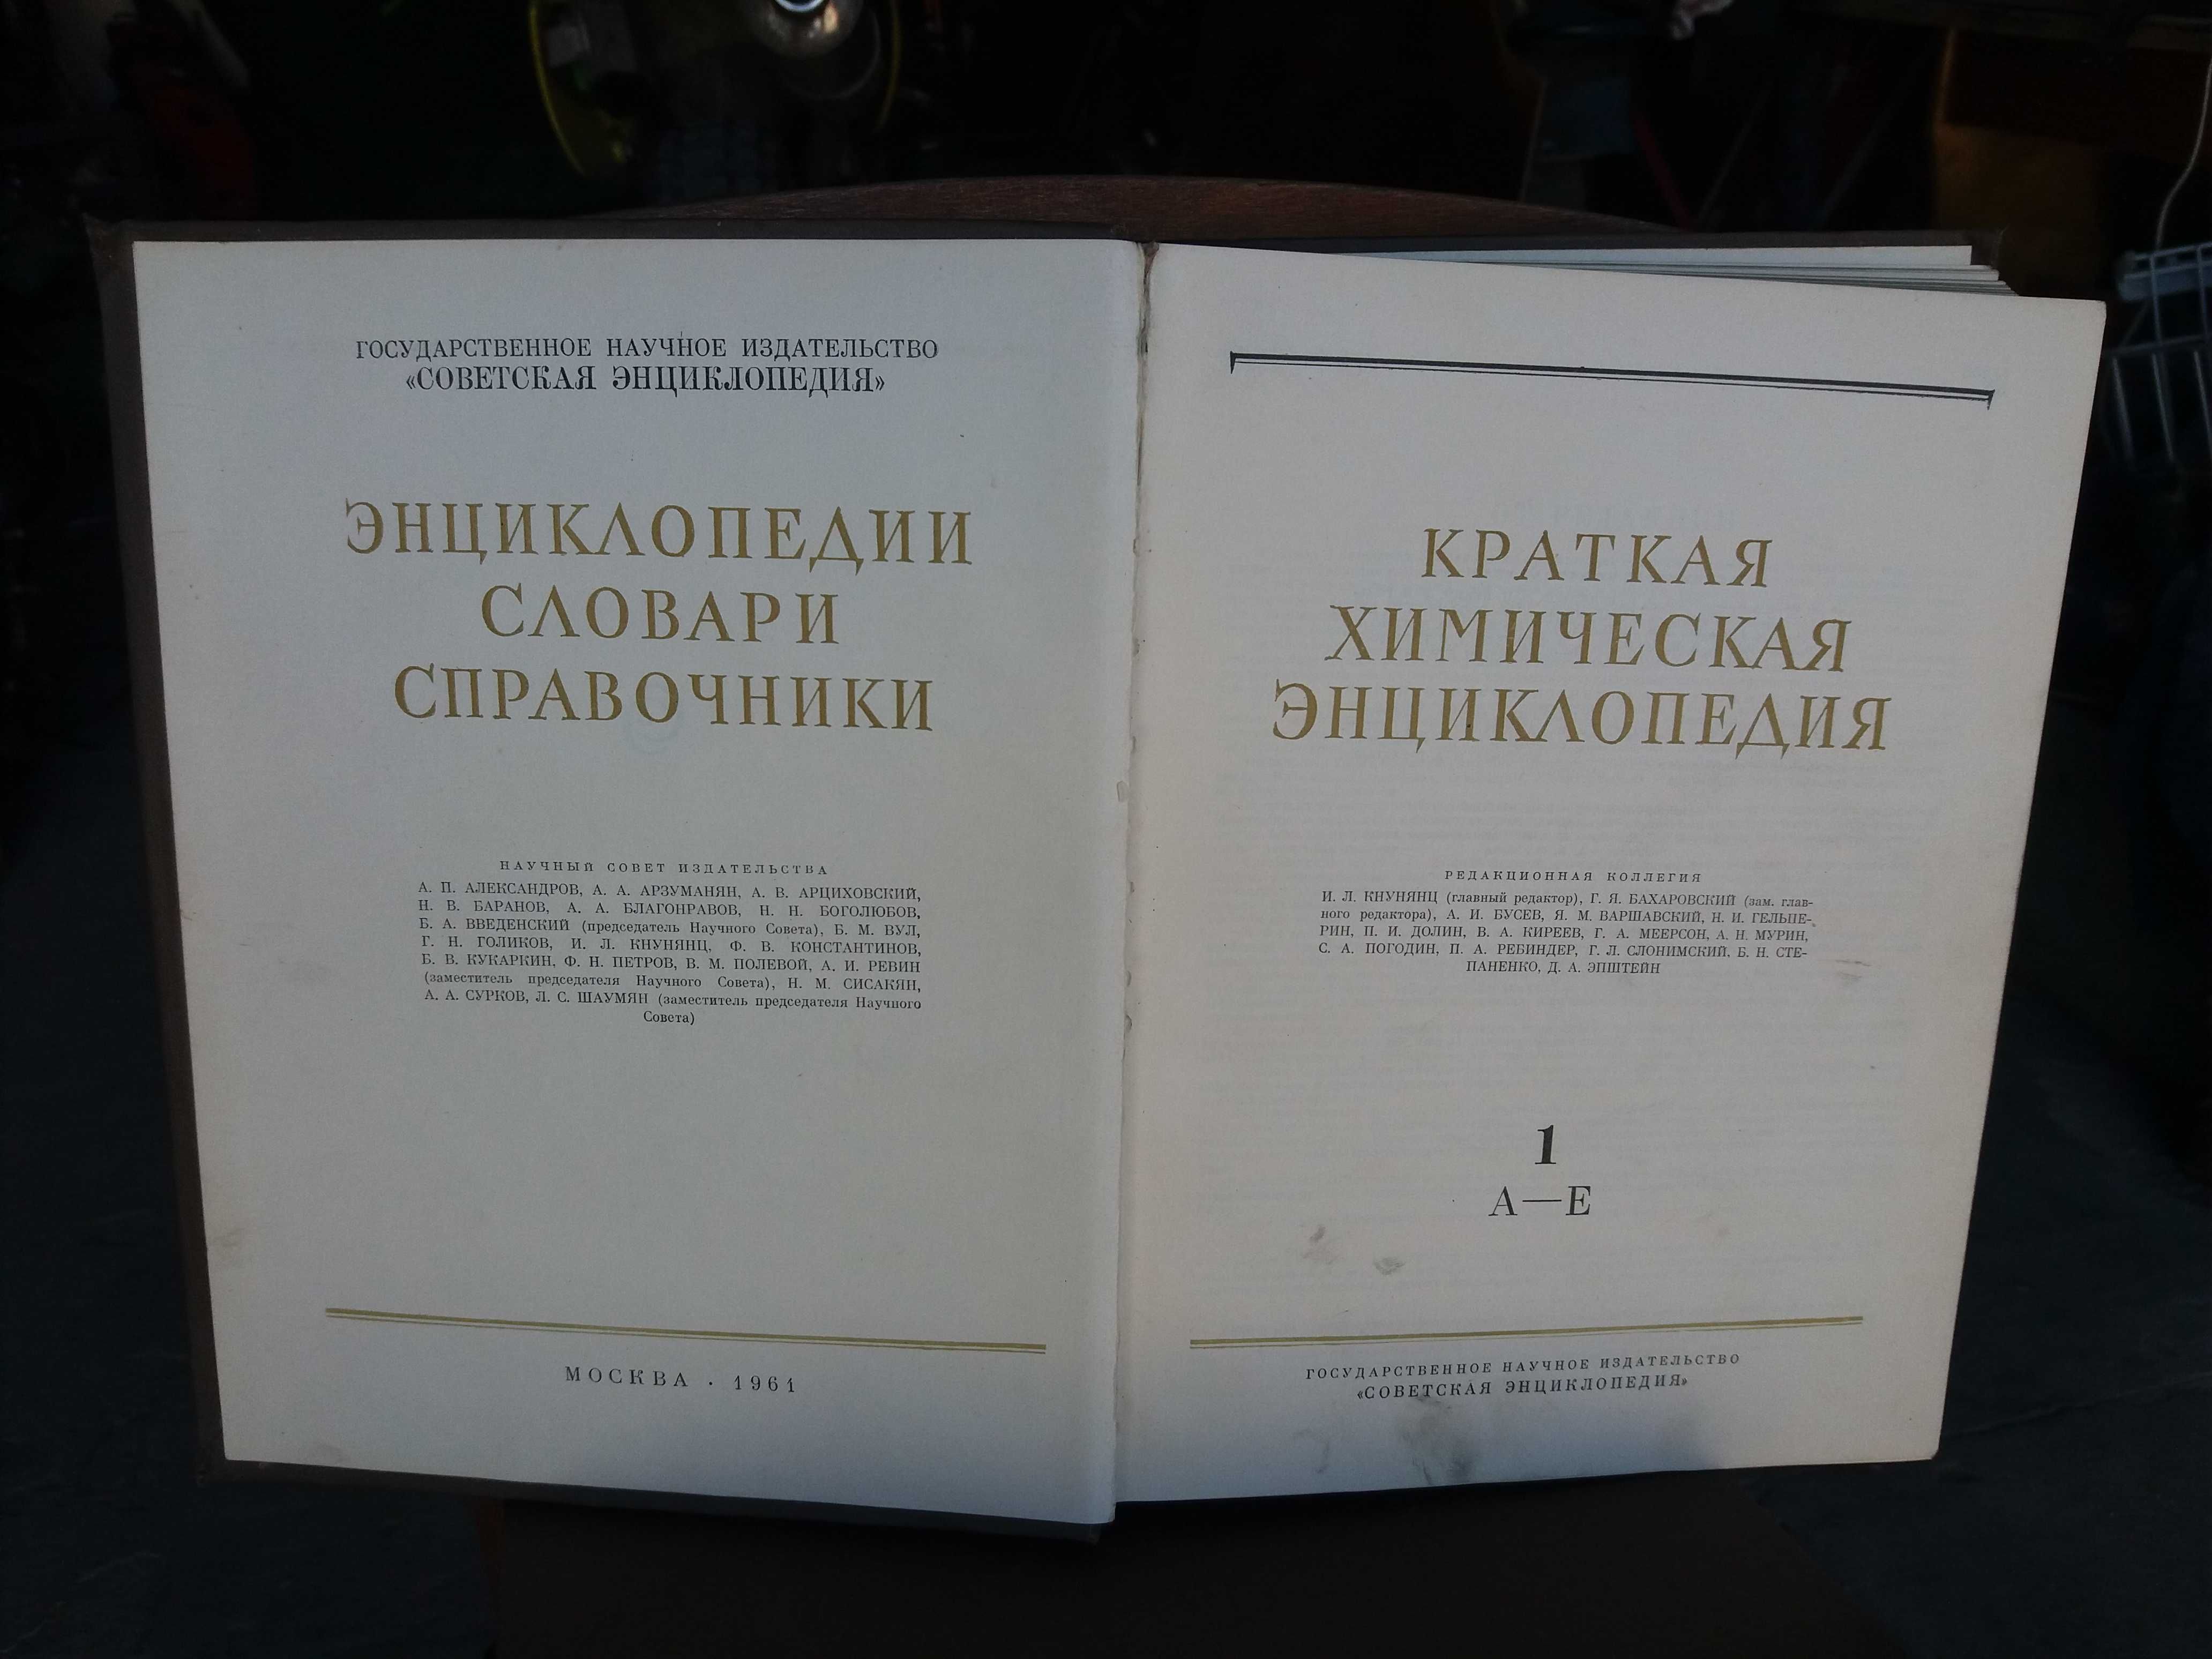 ГОСУДАРСТВЕННОЕ НАУЧНОЕ ИЗДАТЕЛЬСТВО
«СОВЕТСКАЯ ЭНЦИКЛОПЕДИЯ»
ЭНЦИКЛОПЕДИИ
СЛОВАРИ
СПРАВОЧНИКИ
НАУЧНЫЙ СОВЕТ ИЗДАТЕЛЬСТВА
А. П. АЛЕКСАНДРОВ, А. А. АРЗУМАНЯН, А. В. АРЦИХОВСКИЙ,
Н. В. БАРАНОВ, А. А. БЛАГОНРАВОВ, Н. Н. БОГОЛЮБОВ,
Б. А. ВВЕДЕНСКИЙ (председатель Научного Совета), Б. М. ВУЛ,
Г. Н. ГОЛИКОВ, И. Л. КНУНЯНЦ, Ф. В. КОНСТАНТИНОВ,
Б. В. КУКАРКИН, Ф. Н. ПЕТРОВ, В. М. ПОЛЕВОЙ, А. И. РЕВИН
(заместитель председателя Научного Совета), Н. М. СИСАКЯН,
А. А. СУРКОВ, Л. С. ШАУМЯН (заместитель председателя Научного
Совета)
МОСКВА · 1961
КРАТКАЯ
ХИМИЧЕСКАЯ
ЭНЦИКЛОПЕДИЯ
РЕДАКЦИОННАЯ КОЛЛЕГИЯ
И. Л. КНУНЯНЦ (главный редактор), Г. Я. БАХАРОВСКИЙ (зам. глав-
ного редактора), А. И. БУСЕВ, Я. М. ВАРШАВСКИЙ, Н. И. ГЕЛЬПЕ-
РИН, П. И. ДОЛИН, В. А. КИРЕЕВ, Г. А. МЕЕРСОН, А. Н. МУРИН,
С. А. ПОГОДИН, П. А. РЕБИНДЕР, Г. Л. СЛОНИМСКИЙ, Б. Н. СТЕ-
ПАНЕНКО, Д. А. ЭПШТЕЙН
1
А—Е
ГОСУДАРСТВЕННОЕ НАУЧНОЕ ИЗДАТЕЛЬСТВО
«СОВЕТСКАЯ ЭНЦИКЛОПЕДИЯ»